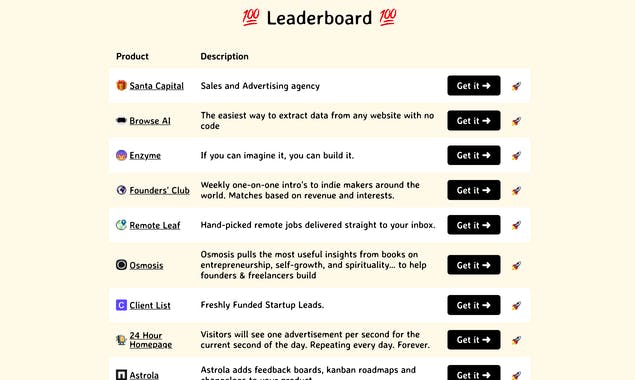 💯 Leaderboard 💯
Product Description
Santa Capital Sales and Advertising agency Get it ➔
Browse AI The easiest way to extract data from any website with no
code Get it ➔
Enzyme If you can imagine it, you can build it. Get it ➔
Founders' Club Weekly one-on-one intro's to indie makers around the
world. Matches based on revenue and interests. Get it ➔
Remote Leaf Hand-picked remote jobs delivered straight to your inbox. Get it ➔
Osmosis Osmosis pulls the most useful insights from books on
entrepreneurship, self-growth, and spirituality... to help
founders & freelancers build Get it ➔
Client List Freshly Funded Startup Leads. Get it ➔
24 Hour
Homepage Visitors will see one advertisement per second for the
current second of the day. Repeating every day. Forever. Get it ➔
Astrola Astrola adds feedback boards, kanban roadmaps and
changelogs to your product Get it ➔